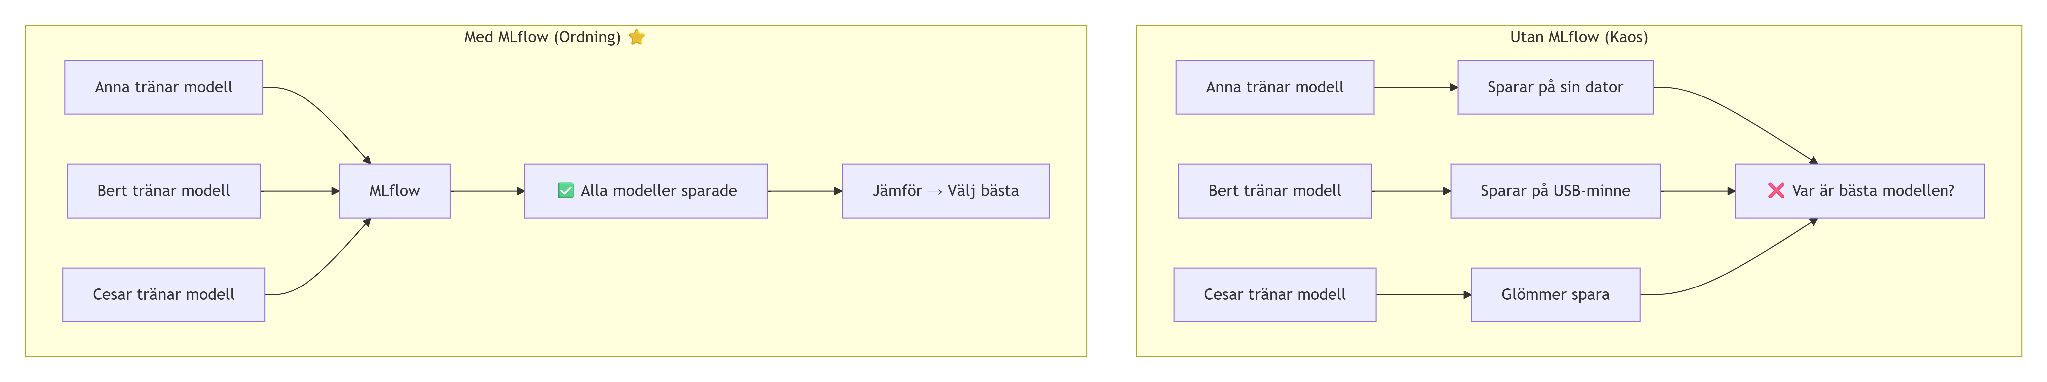 Med MLflow (Ordning) ⭐
Anna tränar modell
Bert tränar modell
Cesar tränar modell
MLflow
✅ Alla modeller sparade
Jämför → Välj bästa
Utan MLflow (Kaos)
Anna tränar modell
Sparar på sin dator
Bert tränar modell
Sparar på USB-minne
Cesar tränar modell
Glömmer spara
❌ Var är bästa modellen?